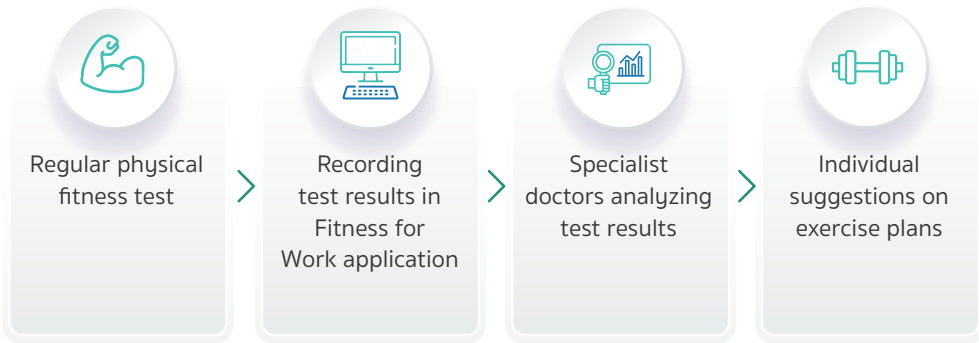 Regular physical
fitness test
Recording
test results in
Fitness for
Work application
Specialist
doctors analyzing
test results
Individual
suggestions on
exercise plans